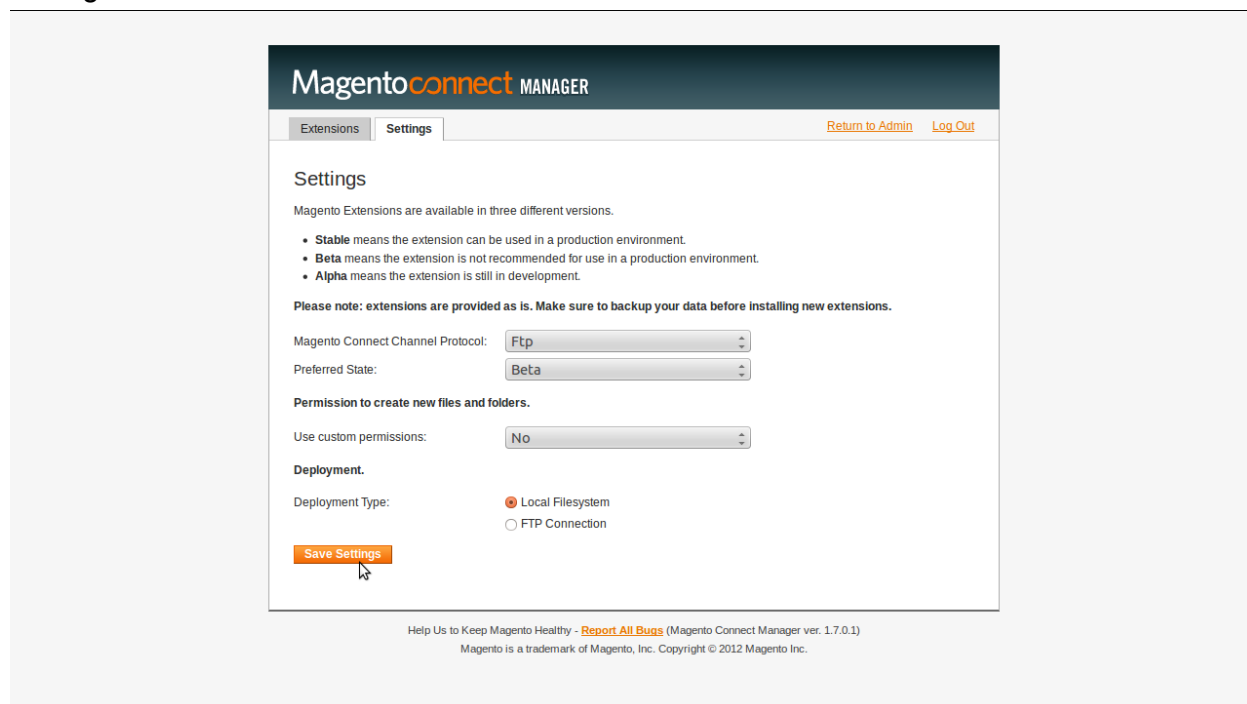 Magentoconnect MANAGER
Extensions Settings Return to Admin Log Out
Settings
Magento Extensions are available in three different versions.
• Stable means the extension can be used in a production environment.
• Beta means the extension is not recommended for use in a production environment.
• Alpha means the extension is still in development.
Please note: extensions are provided as is. Make sure to backup your data before installing new extensions.
Magento Connect Channel Protocol: Ftp
Preferred State: Beta
Permission to create new files and folders.
Use custom permissions: No
Deployment.
Deployment Type: Local Filesystem
FTP Connection
Save Settings
Help Us to Keep Magento Healthy - Report All Bugs (Magento Connect Manager ver. 1.7.0.1)
Magento is a trademark of Magento, Inc. Copyright © 2012 Magento Inc.